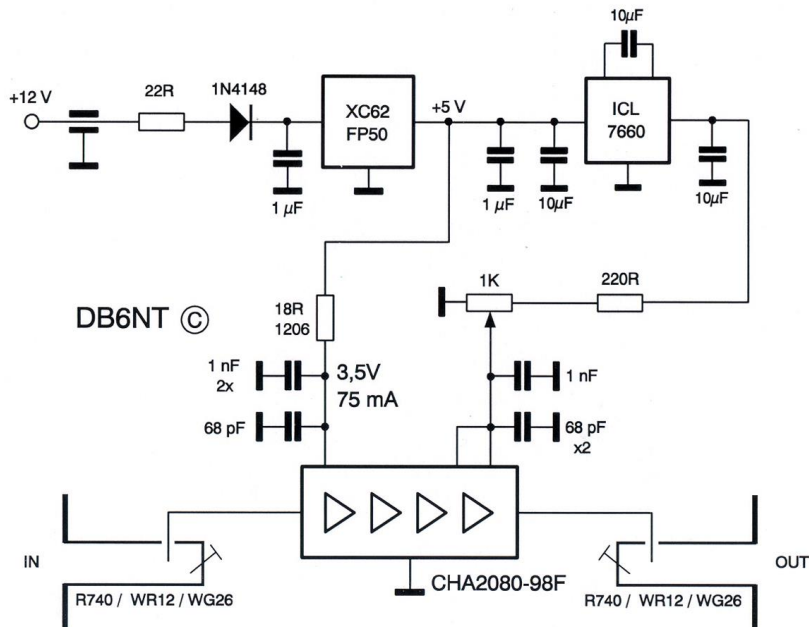 10µF
+12 V
22R
1N4148
XC62
FP50
+5 V
ICL
7660
1 µF
1 µF
10µF
10µF
DB6NT ©
18R
1206
1K
220R
1 nF
2x
3,5V
75 mA
1 nF
68 pF
68 pF
x2
IN
OUT
CHA2080-98F
R740 / WR12 / WG26
R740 / WR12 / WG26